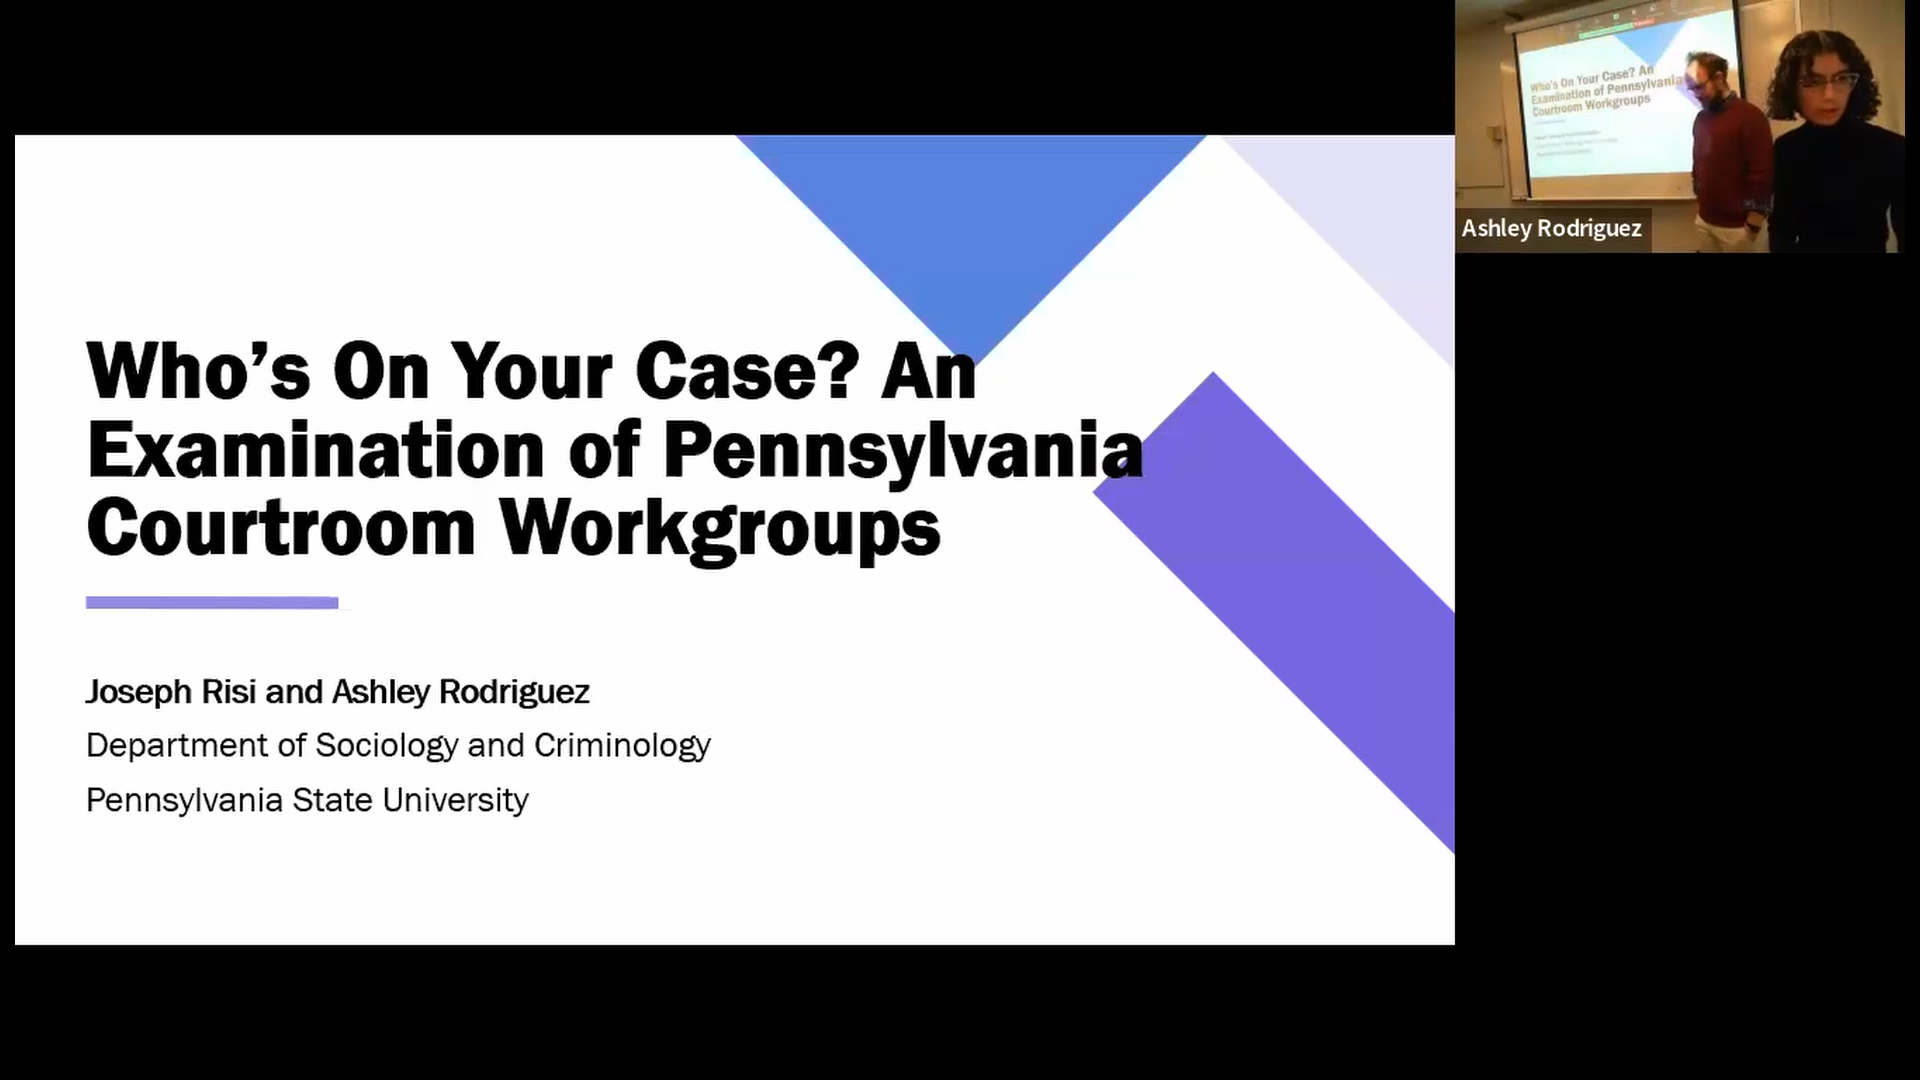 Who's On Your Case? An
Examination of Pennsylvania
Courtroom Workgroups
Joseph Risi and Ashley Rodriguez
Department of Sociology and Criminology
Pennsylvania State University
Who's On Your Case? An
Examination of Pennsylvania
Courtroom Workgroups
Ashley Rodriguez